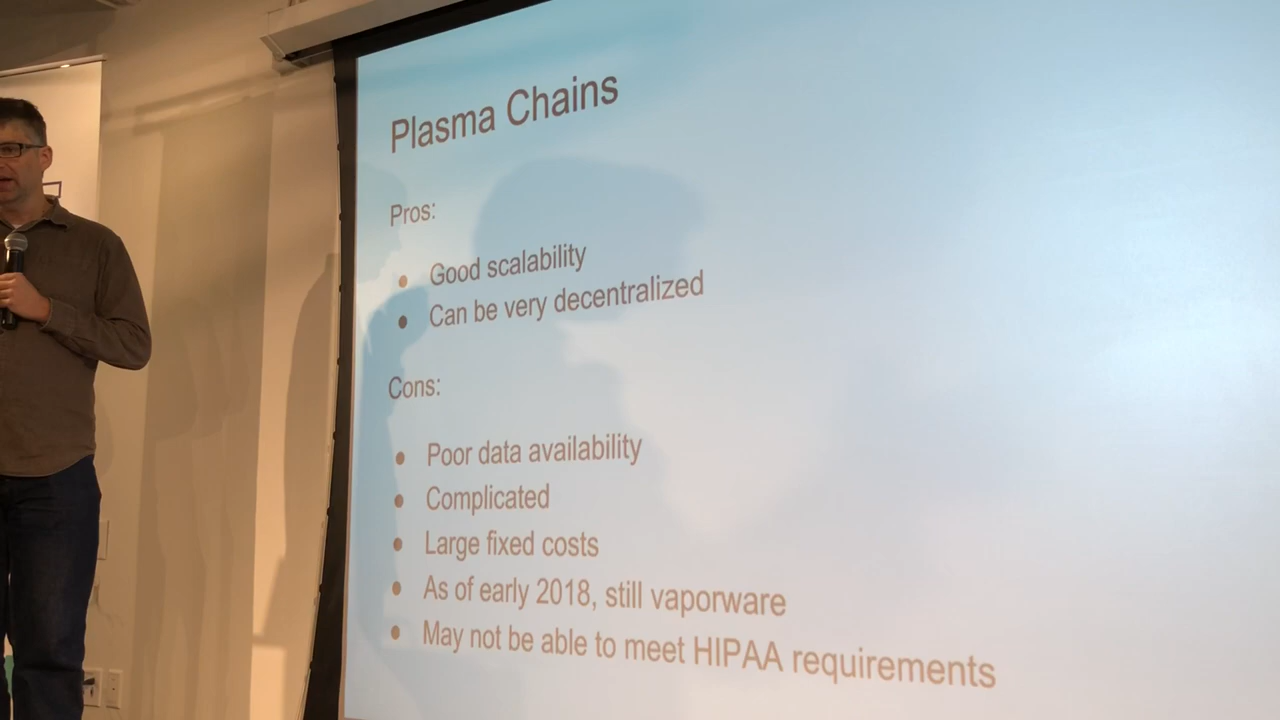 Plasma Chains
Pros:
● Good scalability
● Can be very decentralized
Cons:
● Poor data availability
● Complicated
● Large fixed costs
● As of early 2018, still vaporware
● May not be able to meet HIPAA requirements